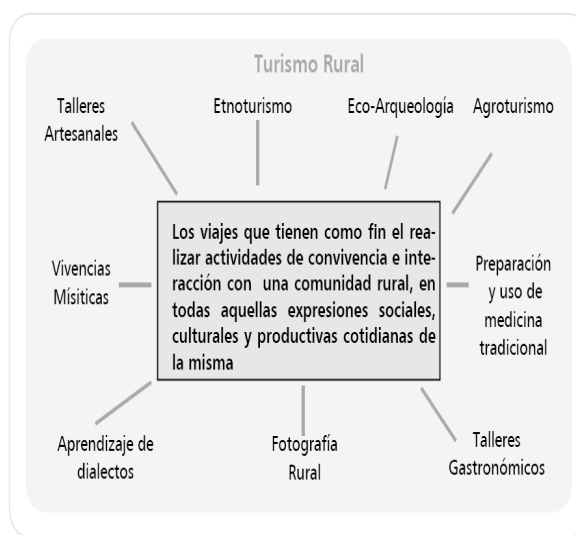 Turismo Rural
Talleres
Artesanales
Etnoturismo
Eco-Arqueología
Agroturismo
Los viajes que tienen como fin el rea-
lizar actividades de convivencia e inte-
racción con una comunidad rural, en
todas aquellas expresiones sociales,
culturales y productivas cotidianas de
la misma
Vivencias
Mísiticas
Preparación
y uso de
medicina
tradicional
Aprendizaje de
dialectos
Fotografía
Rural
Talleres
Gastronómicos